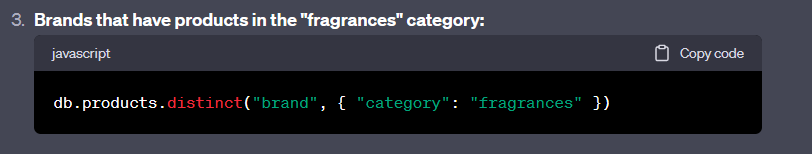 3. Brands that have products in the "fragrances" category:
javascript
Copy code
db.products.distinct("brand", { "category": "fragrances" })